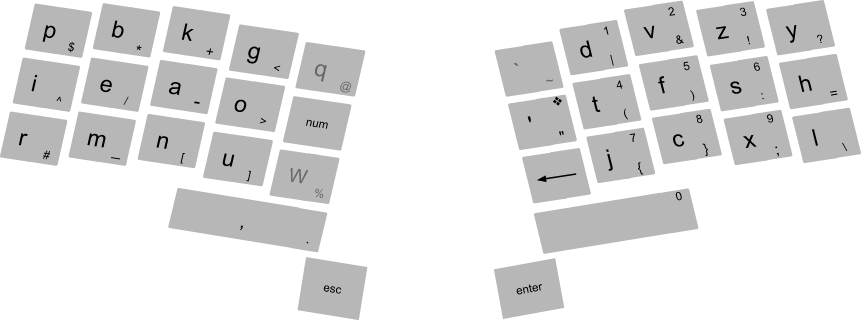 p $ b * k + g < q @
i ^ e / a - o > num
r # m _ n [ u ] W %
, .
esc
` ~ d 1 | v 2 & z 3 ! y ?
' ❖ " t 4 ( f 5 ) s 6 : h =
← j 7 { c 8 } x 9 ; l \
0
enter